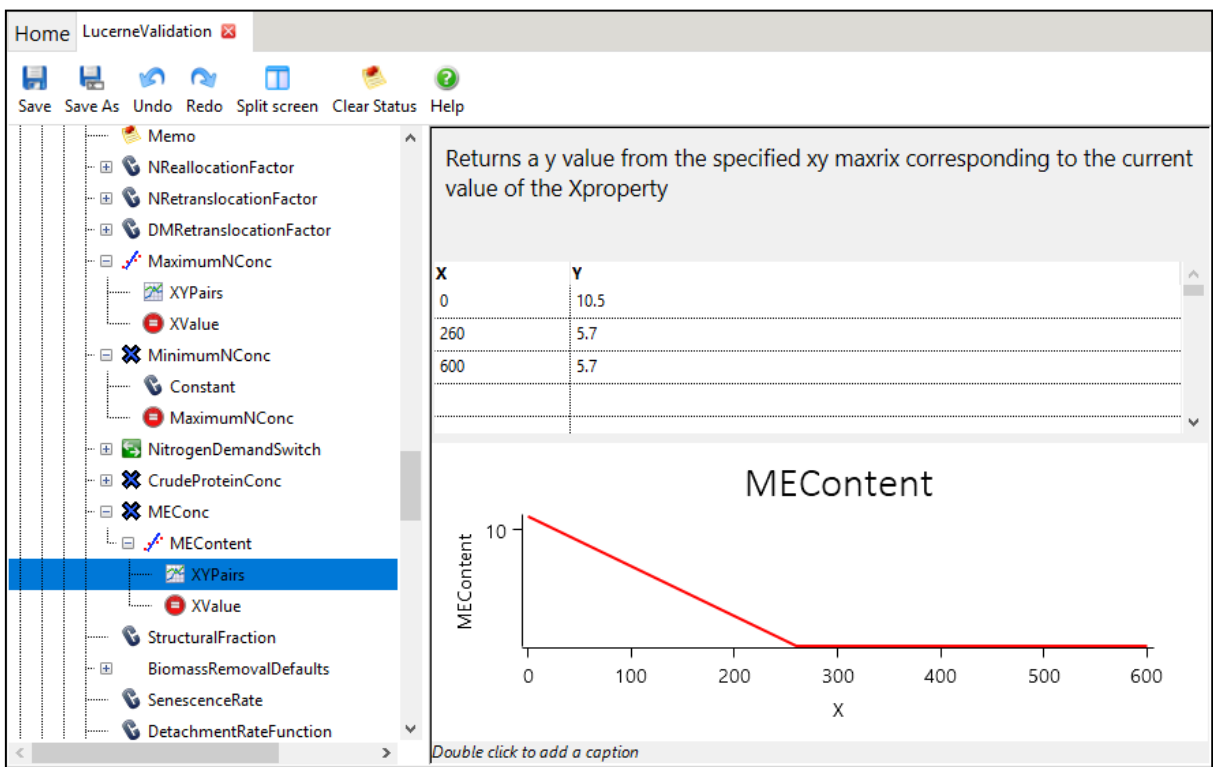 Home LucerneValidation
Save Save As Undo Redo Split screen Clear Status Help
Memo
NReallocationFactor
NRetranslocationFactor
DMRetranslocationFactor
MaximumNConc
XYPairs
XValue
MinimumNConc
Constant
MaximumNConc
NitrogenDemandSwitch
CrudeProteinConc
MEConc
MEContent
XYPairs
XValue
StructuralFraction
BiomassRemovalDefaults
SenescenceRate
DetachmentRateFunction
Returns a y value from the specified xy maxrix corresponding to the current
value of the Xproperty
X Y
0 10.5
260 5.7
600 5.7
MEContent
10
MEContent
0 100 200 300 400 500 600
X
Double click to add a caption